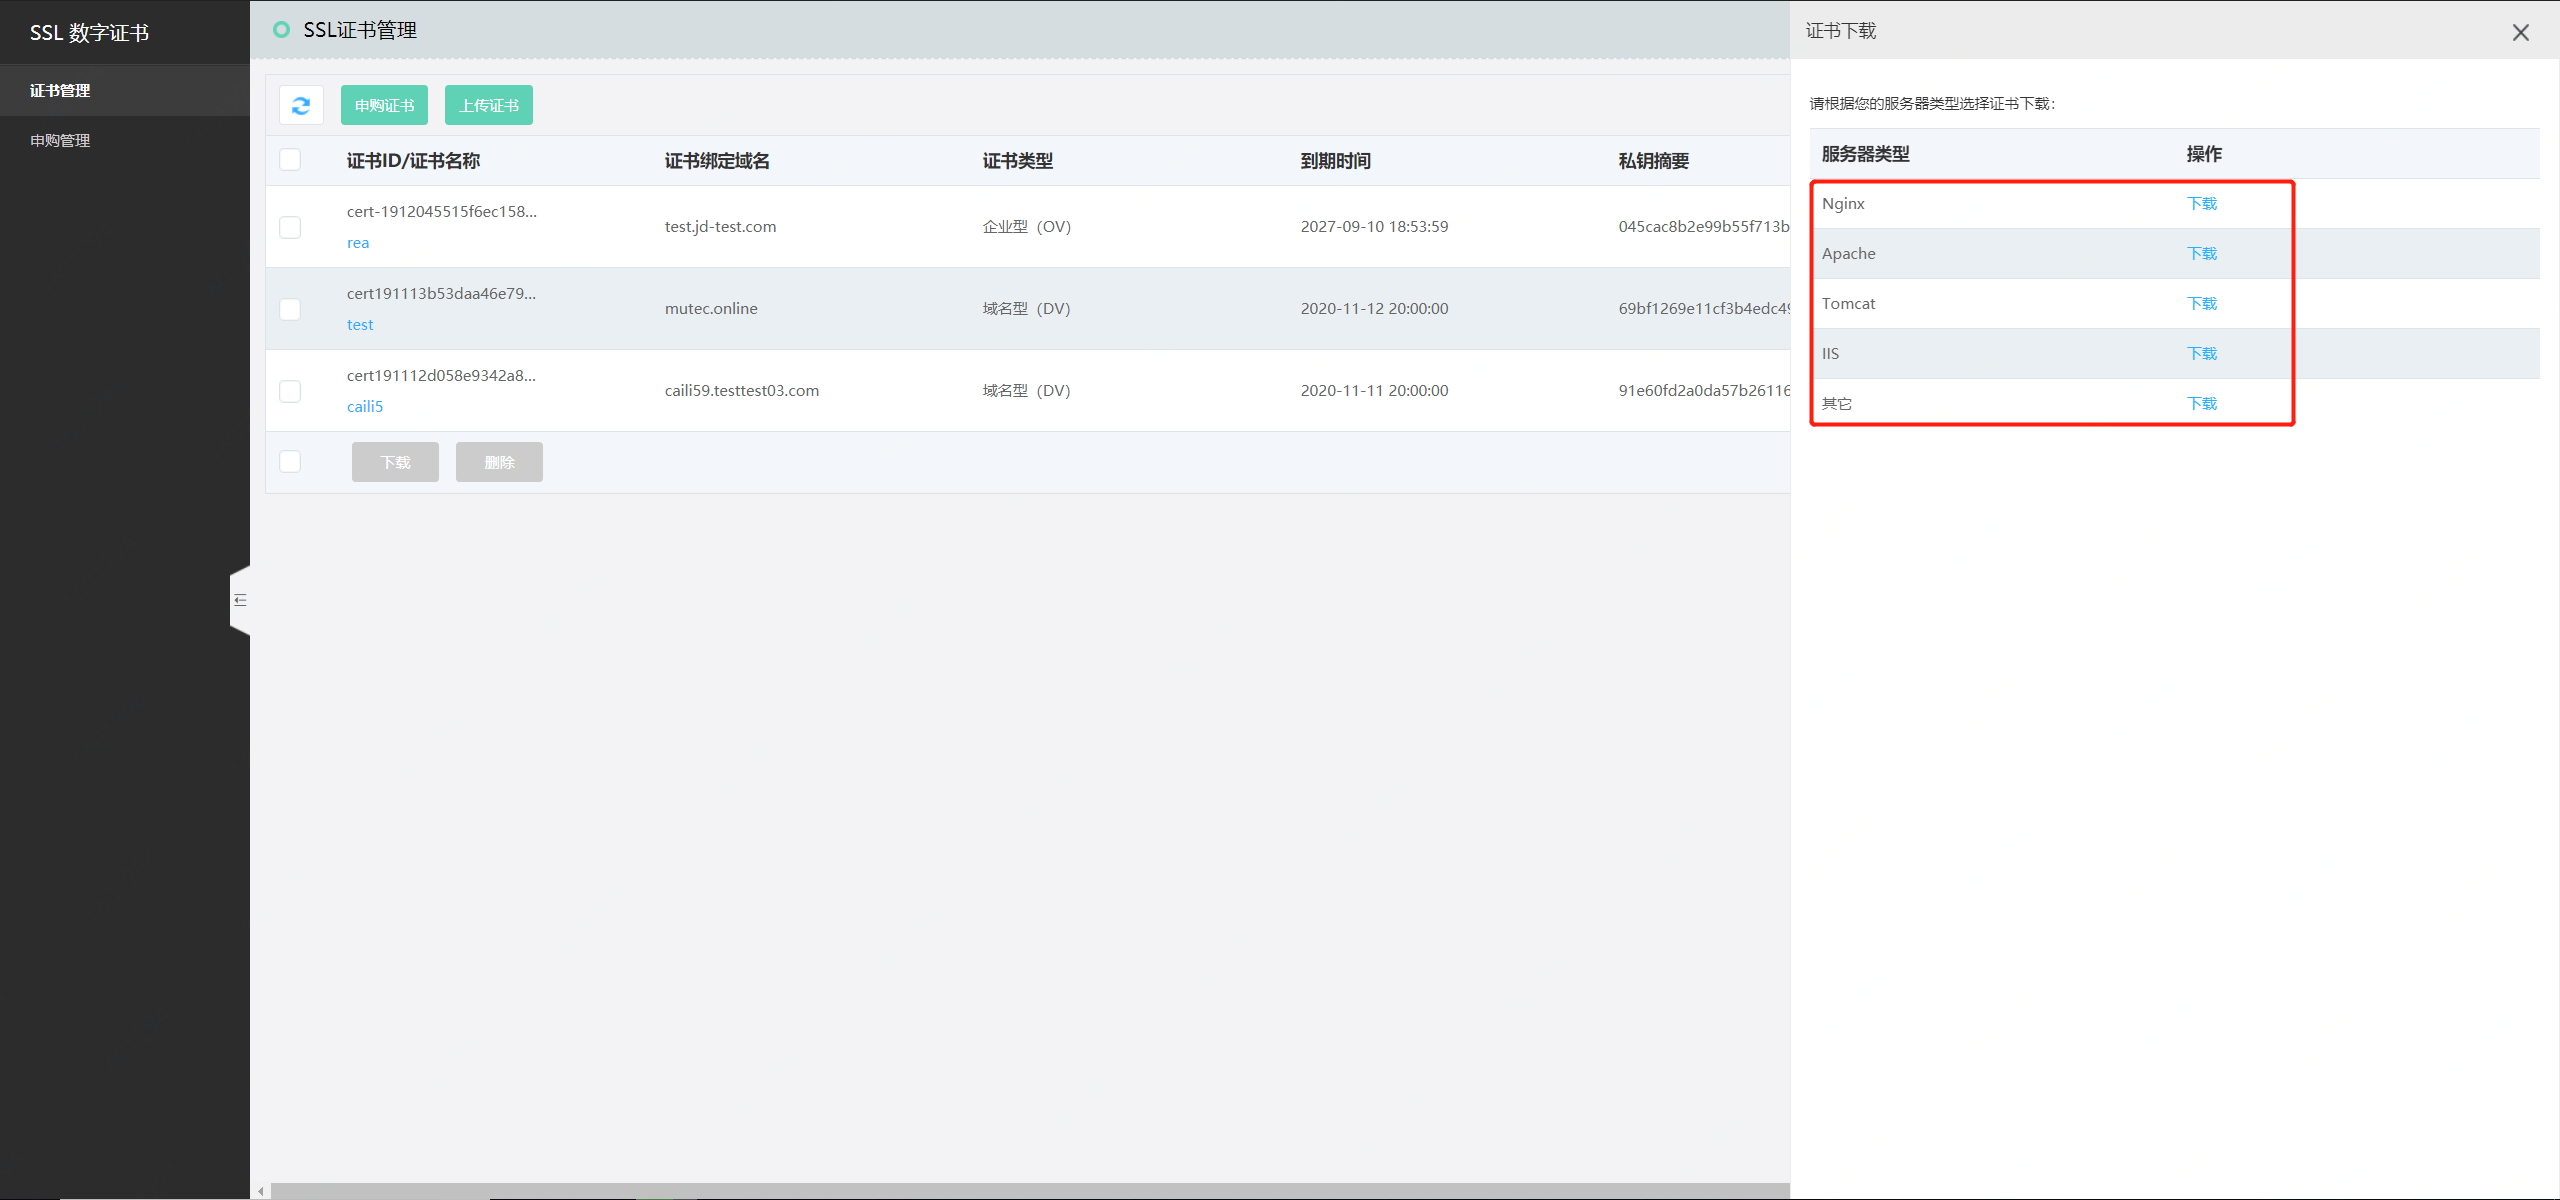 SSL 数字证书
证书管理
申购管理
SSL证书管理
申购证书 上传证书
证书ID/证书名称 证书绑定域名 证书类型 到期时间 私钥摘要
cert-1912045515f6ec158...
rea
test.jd-test.com 企业型（OV） 2027-09-10 18:53:59 045cac8b2e99b55f713b
cert191113b53daa46e79...
test
mutec.online 域名型（DV） 2020-11-12 20:00:00 69bf1269e11cf3b4edc49
cert191112d058e9342a8...
caili5
caili59.testtest03.com 域名型（DV） 2020-11-11 20:00:00 91e60fd2a0da57b26116
下载 删除
证书下载
请根据您的服务器类型选择证书下载：
服务器类型 操作
Nginx 下载
Apache 下载
Tomcat 下载
IIS 下载
其它 下载